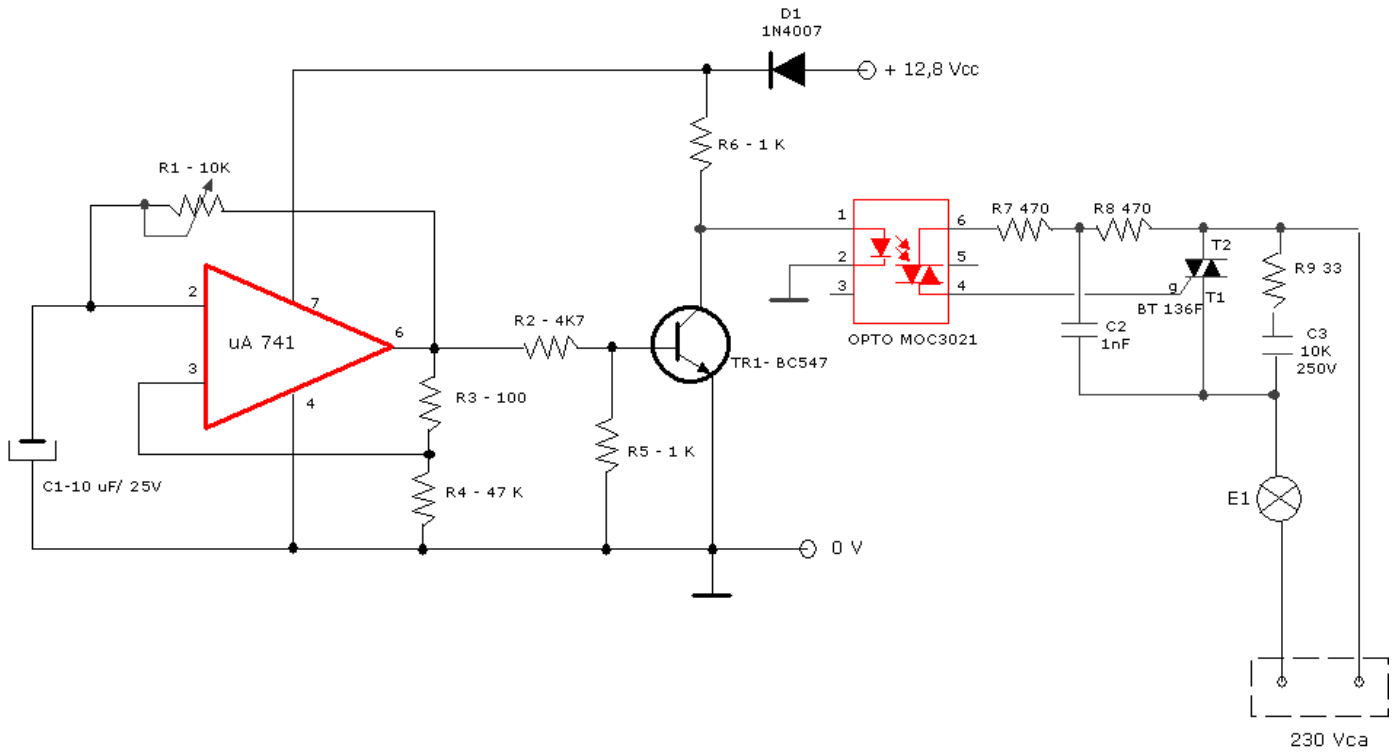 D1
1N4007
+ 12,8 Vcc
R6 - 1 K
R1 - 10K
1
2
3
6
5
4
R7 470
R8 470
T2
R9 33
g
T1
BT 136F
C2
1nF
C3
10K
250V
OPTO MOC3021
2
7
uA 741
6
3
4
R2 - 4K7
TR1- BC547
R3 - 100
R5 - 1 K
R4 - 47 K
C1-10 uF/ 25V
E1
0 V
230 Vca